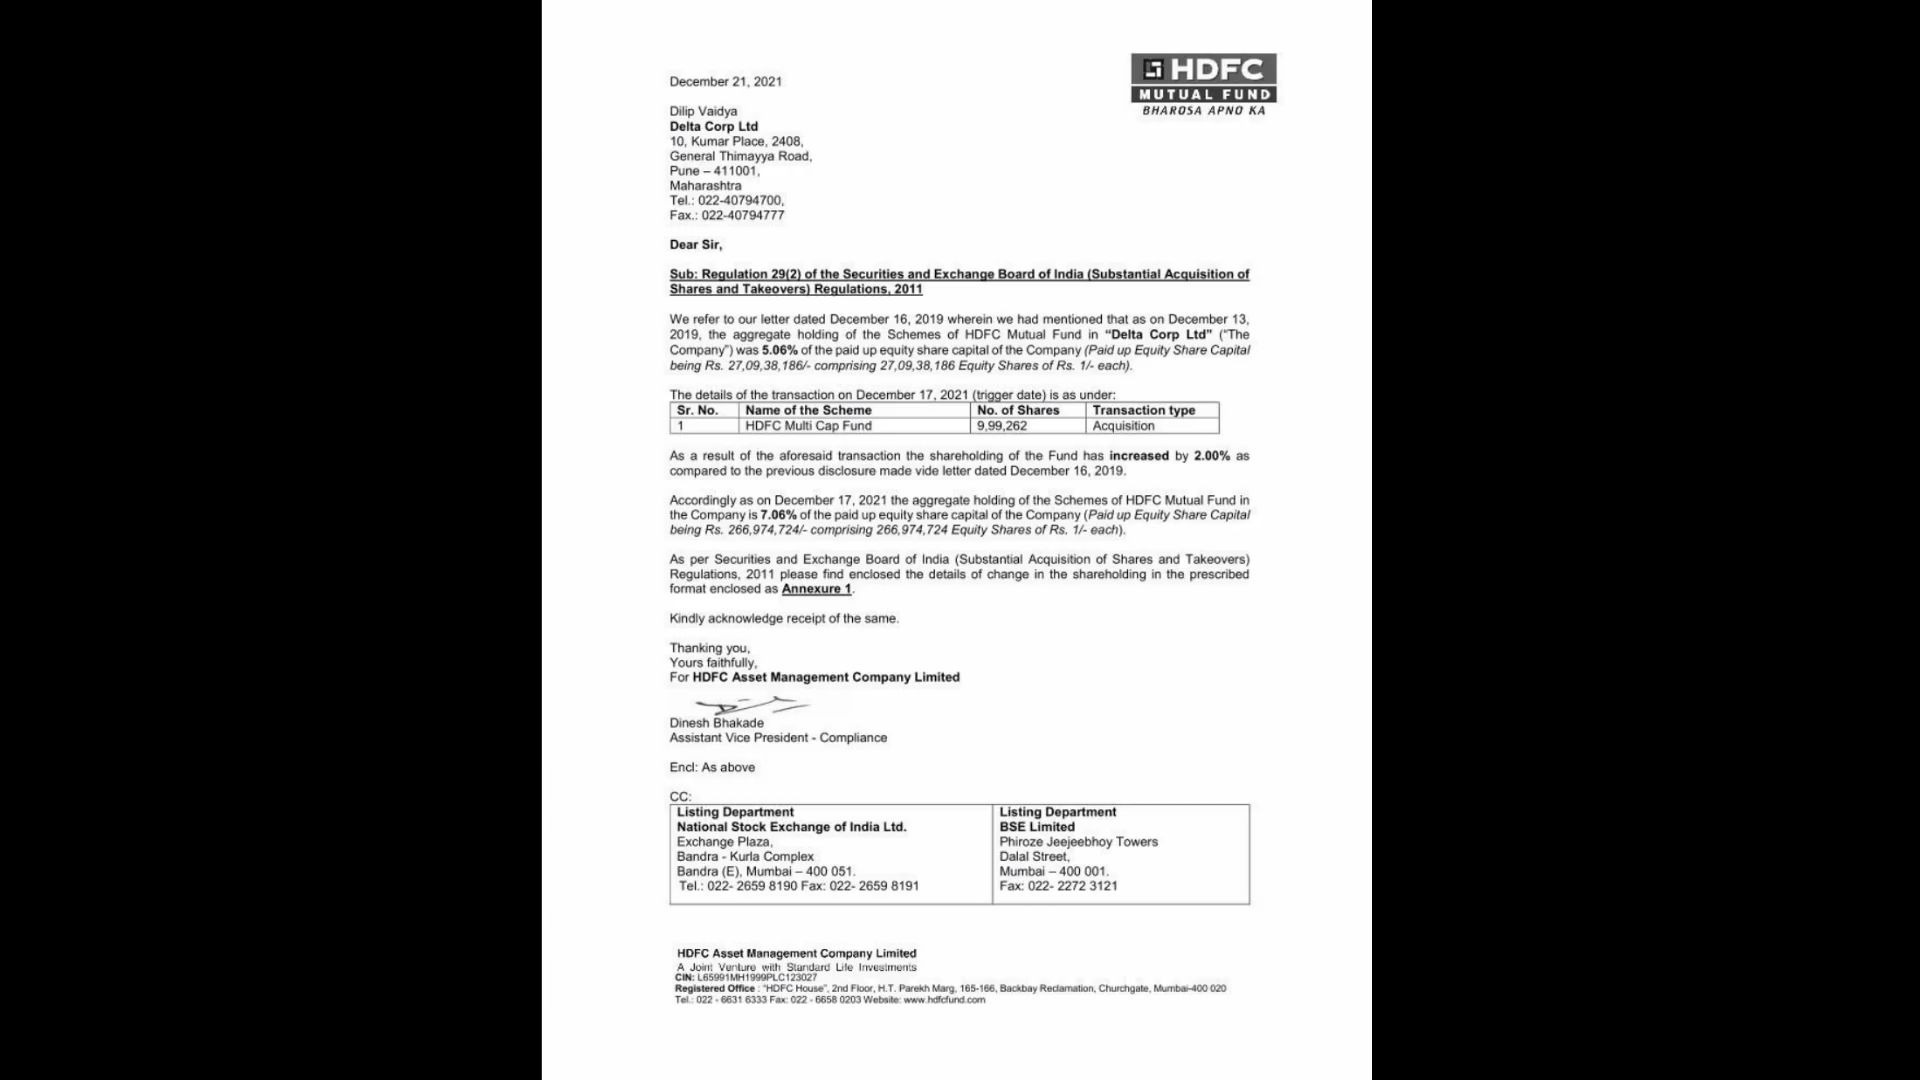 HDFC
MUTUAL FUND
BHAROSA APNO KA
December 21, 2021
Dilip Vaidya
Delta Corp Ltd
10, Kumar Place, 2408,
General Thimayya Road,
Pune – 411001,
Maharashtra
Tel.: 022-40794700,
Fax.: 022-40794777
Dear Sir,
Sub: Regulation 29(2) of the Securities and Exchange Board of India (Substantial Acquisition of
Shares and Takeovers) Regulations, 2011
We refer to our letter dated December 16, 2019 wherein we had mentioned that as on December 13,
2019, the aggregate holding of the Schemes of HDFC Mutual Fund in “Delta Corp Ltd” (“The
Company”) was 5.06% of the paid up equity share capital of the Company (Paid up Equity Share Capital
being Rs. 27,09,38,186/- comprising 27,09,38,186 Equity Shares of Rs. 1/- each).
The details of the transaction on December 17, 2021 (trigger date) is as under:
Sr. No. Name of the Scheme No. of Shares Transaction type
1 HDFC Multi Cap Fund 9,99,262 Acquisition
As a result of the aforesaid transaction the shareholding of the Fund has increased by 2.00% as
compared to the previous disclosure made vide letter dated December 16, 2019.
Accordingly as on December 17, 2021 the aggregate holding of the Schemes of HDFC Mutual Fund in
the Company is 7.06% of the paid up equity share capital of the Company (Paid up Equity Share Capital
being Rs. 266,974,724/- comprising 266,974,724 Equity Shares of Rs. 1/- each).
As per Securities and Exchange Board of India (Substantial Acquisition of Shares and Takeovers)
Regulations, 2011 please find enclosed the details of change in the shareholding in the prescribed
format enclosed as Annexure 1.
Kindly acknowledge receipt of the same.
Thanking you,
Yours faithfully,
For HDFC Asset Management Company Limited
Dinesh Bhakade
Assistant Vice President - Compliance
Encl: As above
CC:
Listing Department
National Stock Exchange of India Ltd.
Exchange Plaza,
Bandra - Kurla Complex
Bandra (E), Mumbai – 400 051.
Tel.: 022- 2659 8190 Fax: 022- 2659 8191
Listing Department
BSE Limited
Phiroze Jeejeebhoy Towers
Dalal Street,
Mumbai – 400 001.
Fax: 022- 2272 3121
HDFC Asset Management Company Limited
A Joint Venture with Standard Life Investments
CIN: L65991MH1999PLC123027
Registered Office : “HDFC House”, 2nd Floor, H.T. Parekh Marg, 165-166, Backbay Reclamation, Churchgate, Mumbai-400 020
Tel.: 022 - 6631 6333 Fax: 022 - 6658 0203 Website: www.hdfcfund.com